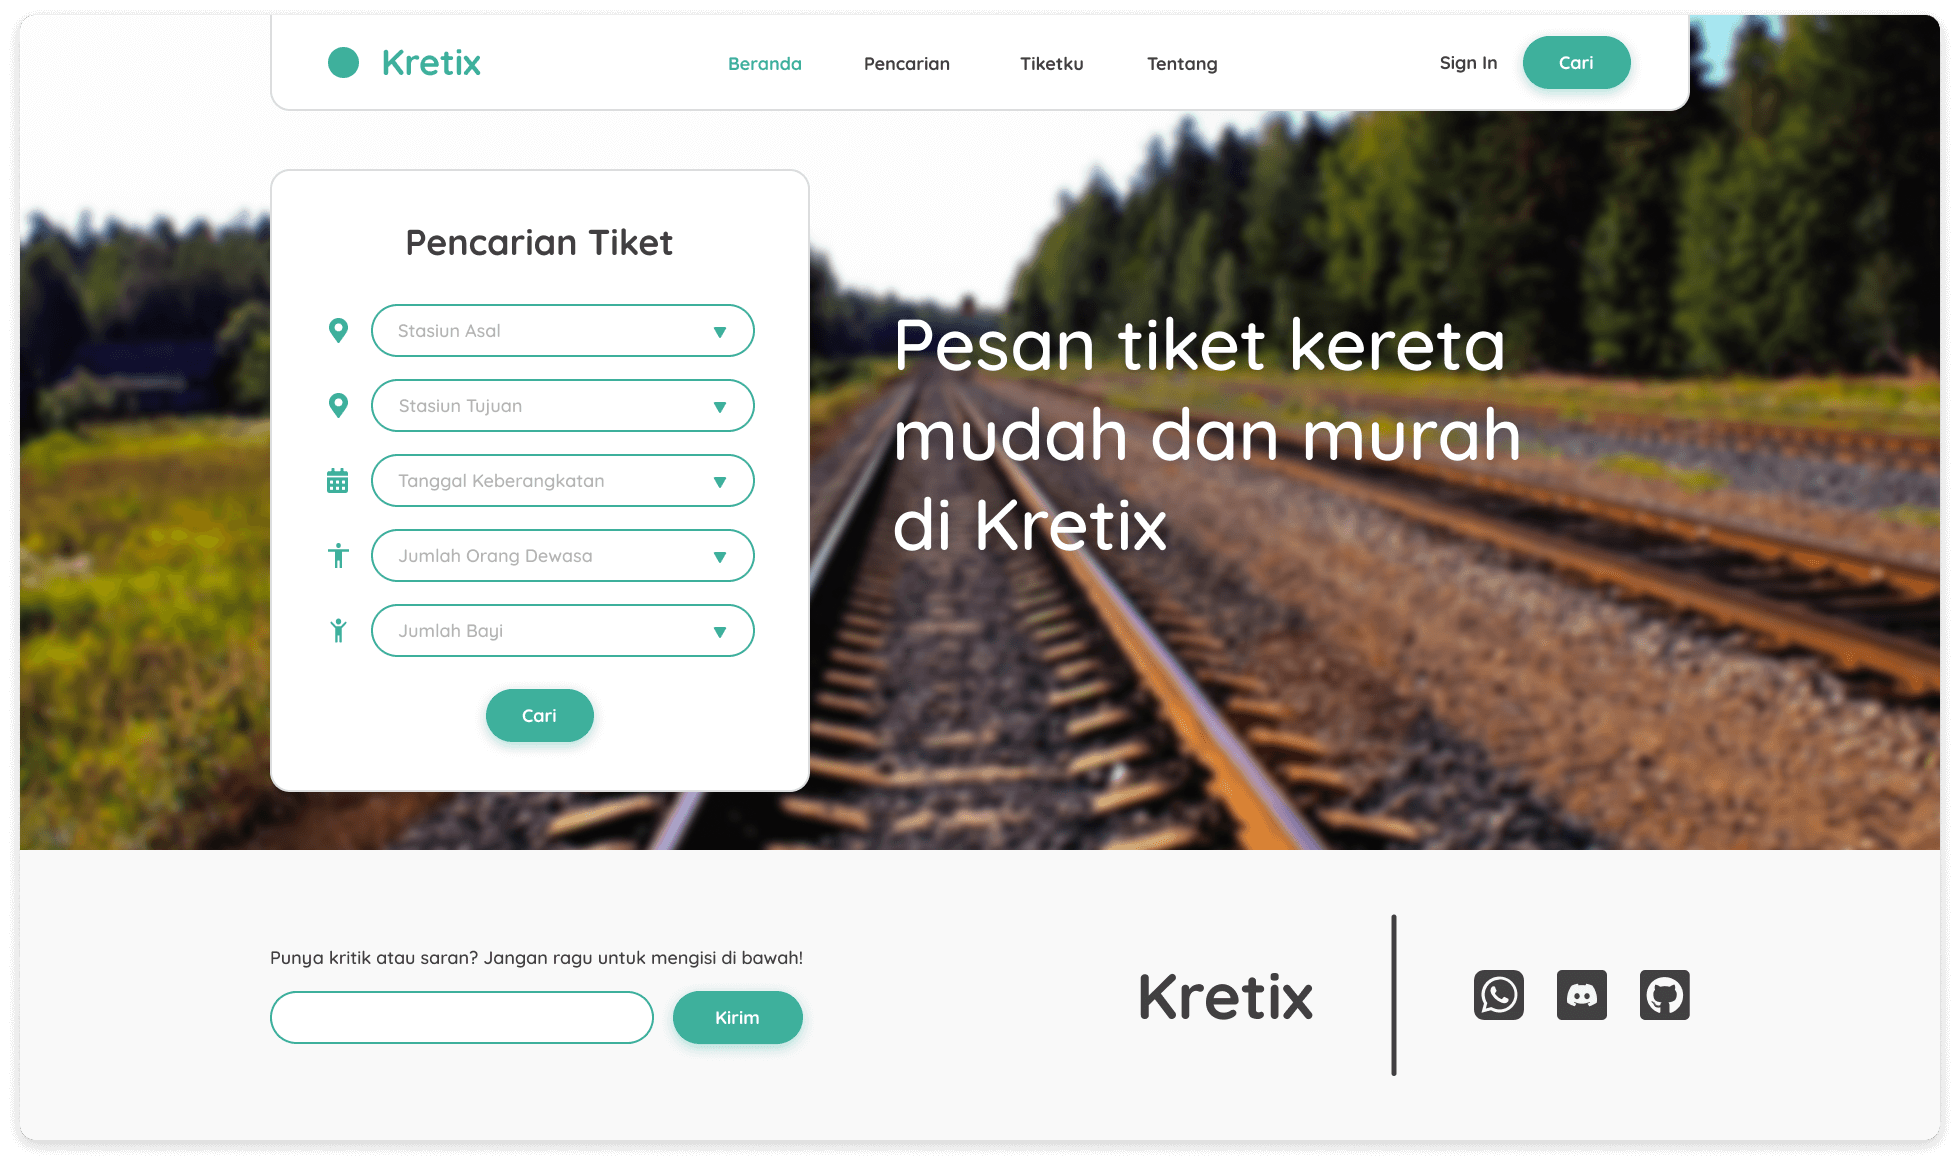 Kretix
Beranda
Pencarian
Tiketku
Tentang
Sign In
Cari
Pencarian Tiket
Stasiun Asal
Stasiun Tujuan
Tanggal Keberangkatan
Jumlah Orang Dewasa
Jumlah Bayi
Cari
Pesan tiket kereta
mudah dan murah
di Kretix
Punya kritik atau saran? Jangan ragu untuk mengisi di bawah!
Kirim
Kretix